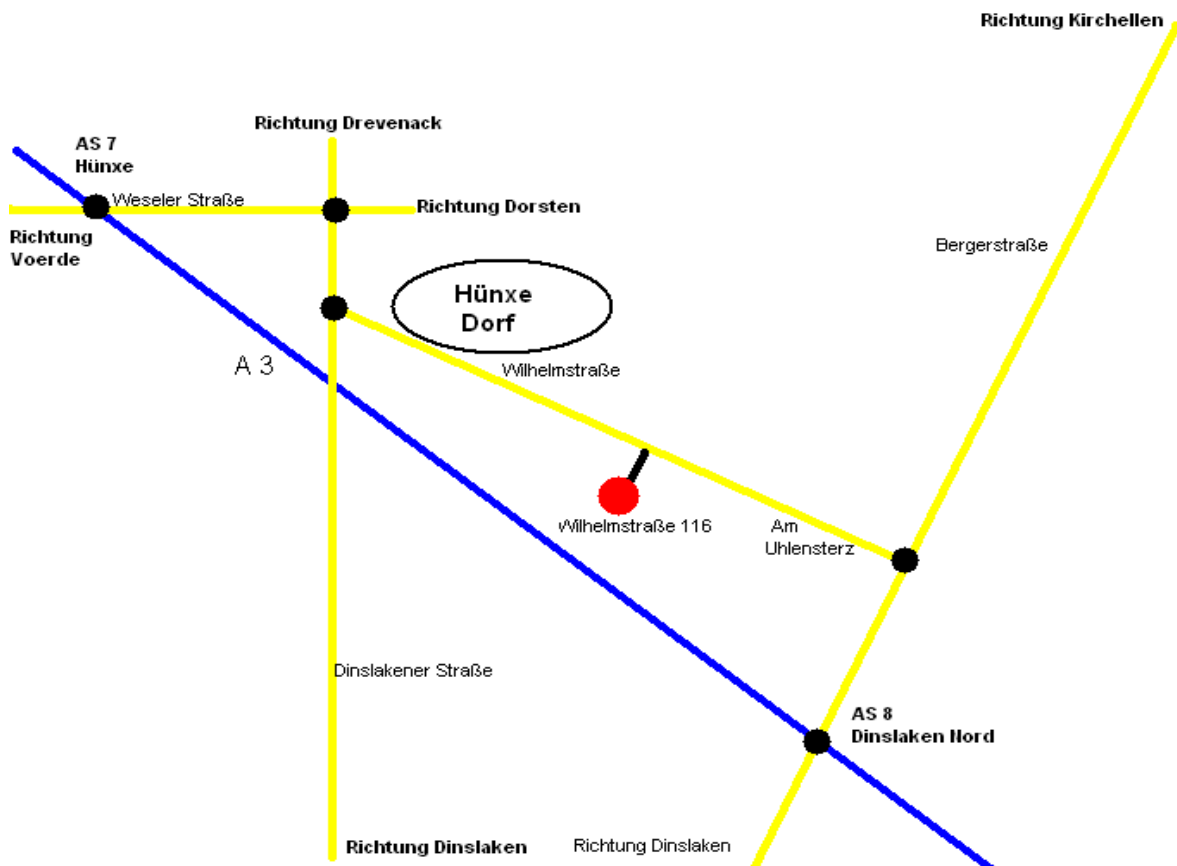 Richtung Kirchellen
Richtung Drevenack
AS 7
Hünxe
Weseler Straße
Richtung Dorsten
Richtung
Voerde
Bergerstraße
Hünxe
Dorf
A 3
Wilhelmstraße
Wilhelmstraße 116
Am
Uhlensterz
Dinslakener Straße
AS 8
Dinslaken Nord
Richtung Dinslaken
Richtung Dinslaken